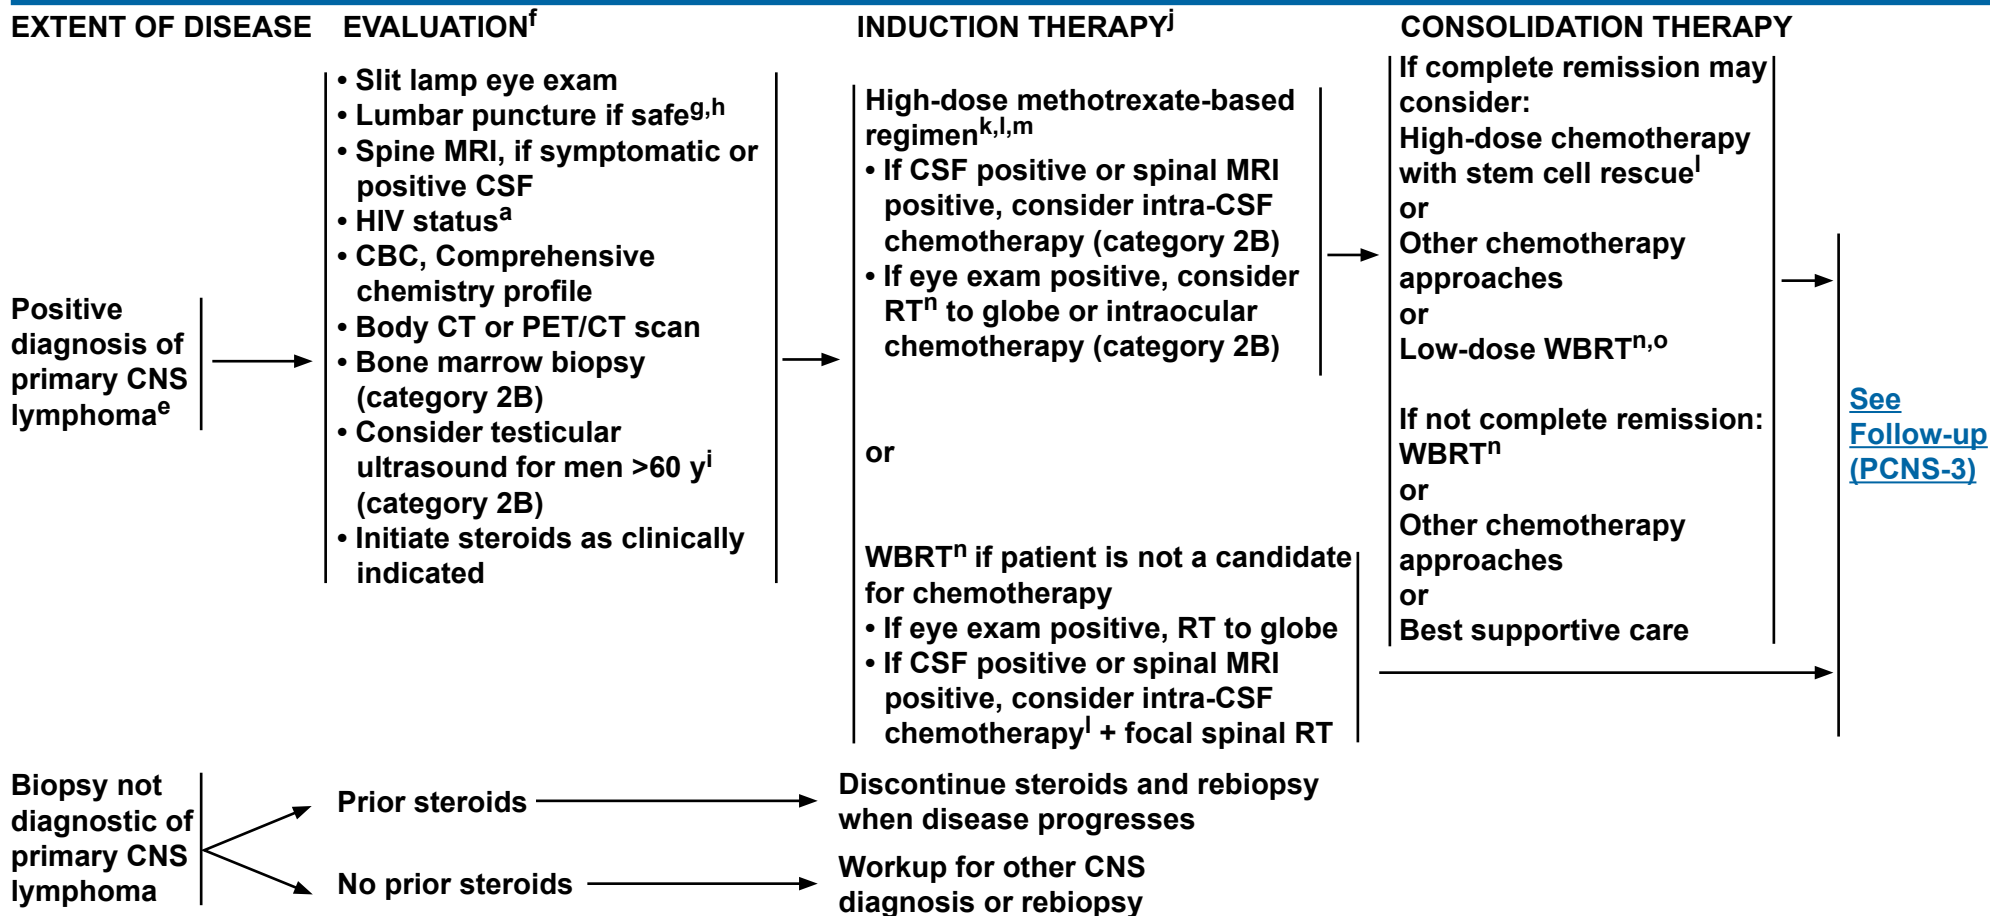 EXTENT OF DISEASE
EVALUATIONf
INDUCTION THERAPYj
CONSOLIDATION THERAPY
Positive
diagnosis of
primary CNS
lymphomae
• Slit lamp eye exam
• Lumbar puncture if safeg,h
• Spine MRI, if symptomatic or
positive CSF
• HIV statusa
• CBC, Comprehensive
chemistry profile
• Body CT or PET/CT scan
• Bone marrow biopsy
(category 2B)
• Consider testicular
ultrasound for men >60 yi
(category 2B)
• Initiate steroids as clinically
indicated
High-dose methotrexate-based
regimenk,l,m
• If CSF positive or spinal MRI
positive, consider intra-CSF
chemotherapy (category 2B)
• If eye exam positive, consider
RTn to globe or intraocular
chemotherapy (category 2B)
or
WBRTn if patient is not a candidate
for chemotherapy
• If eye exam positive, RT to globe
• If CSF positive or spinal MRI
positive, consider intra-CSF
chemotherapyl + focal spinal RT
If complete remission may
consider:
High-dose chemotherapy
with stem cell rescuel
or
Other chemotherapy
approaches
or
Low-dose WBRTn,o
If not complete remission:
WBRTn
or
Other chemotherapy
approaches
or
Best supportive care
See
Follow-up
(PCNS-3)
Biopsy not
diagnostic of
primary CNS
lymphoma
Prior steroids
Discontinue steroids and rebiopsy
when disease progresses
No prior steroids
Workup for other CNS
diagnosis or rebiopsy